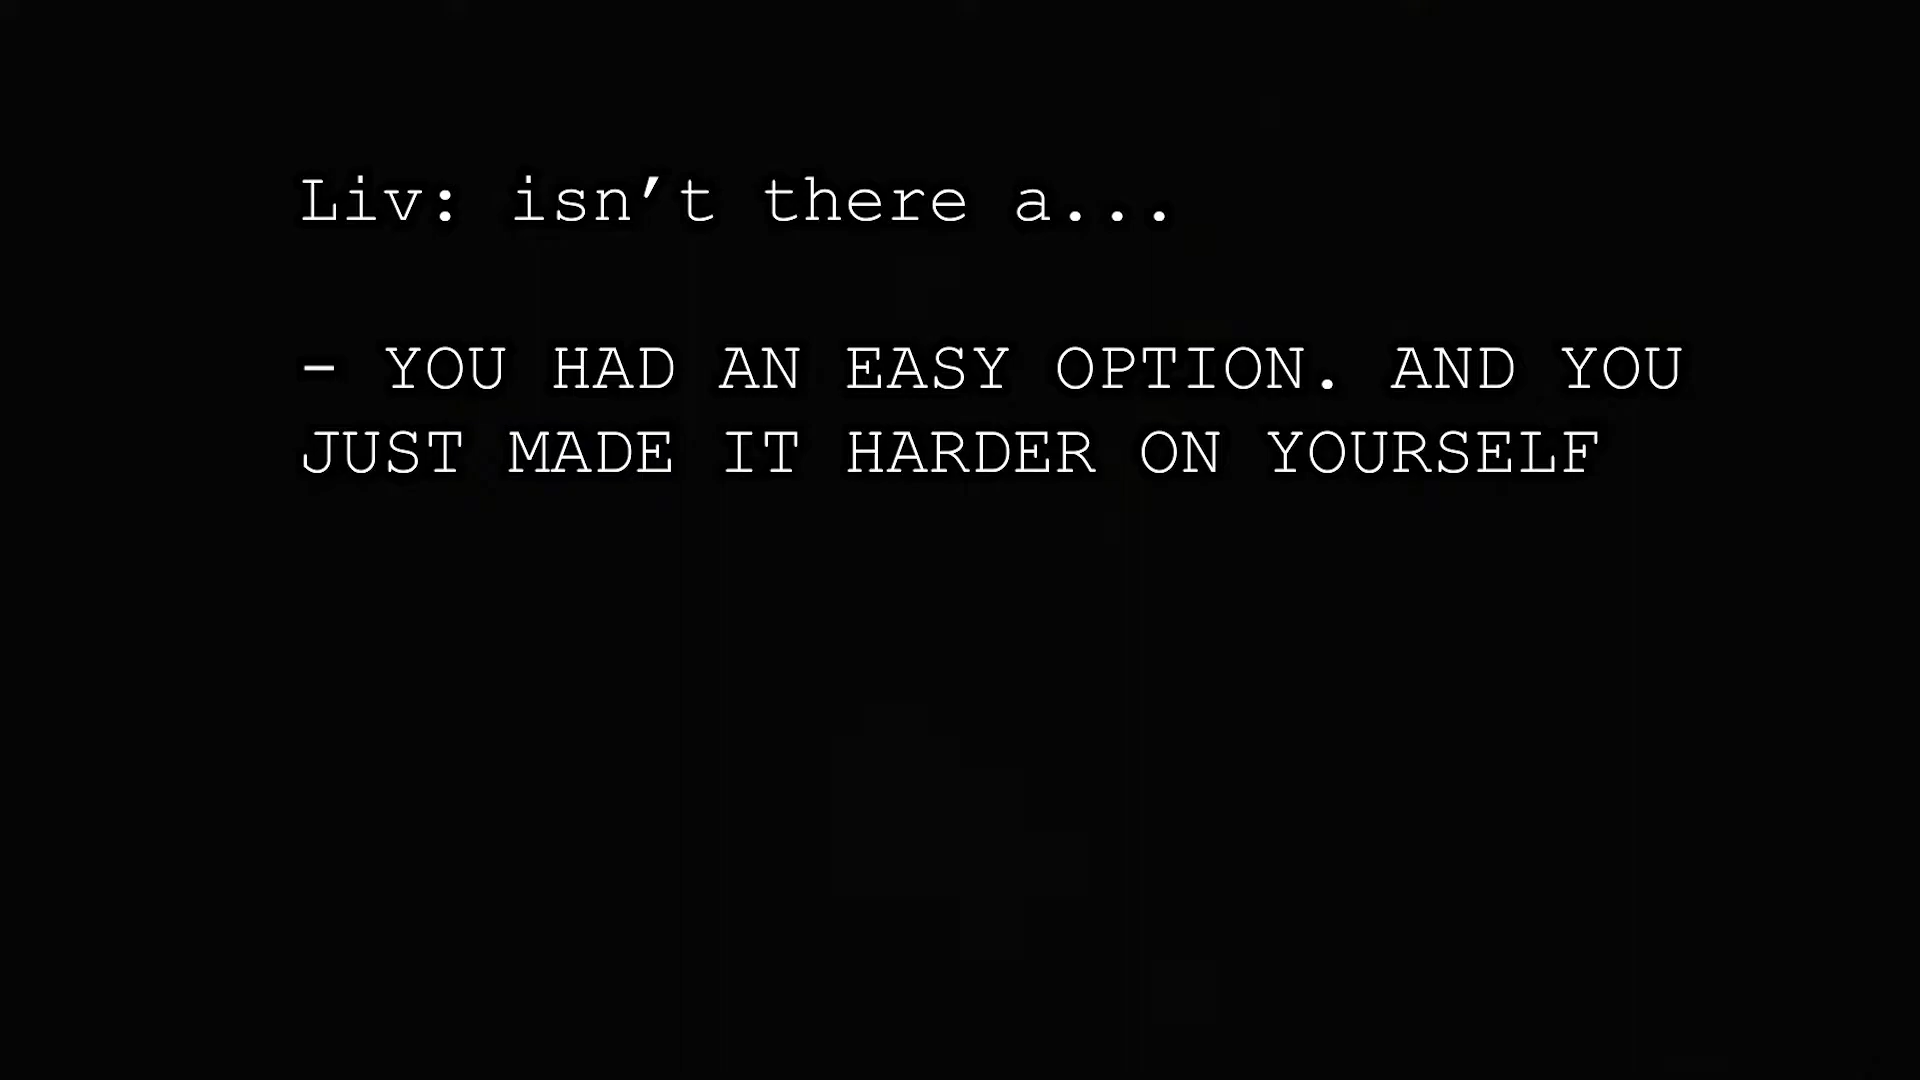 Liv: isn’t there a...
- YOU HAD AN EASY OPTION. AND YOU
JUST MADE IT HARDER ON YOURSELF